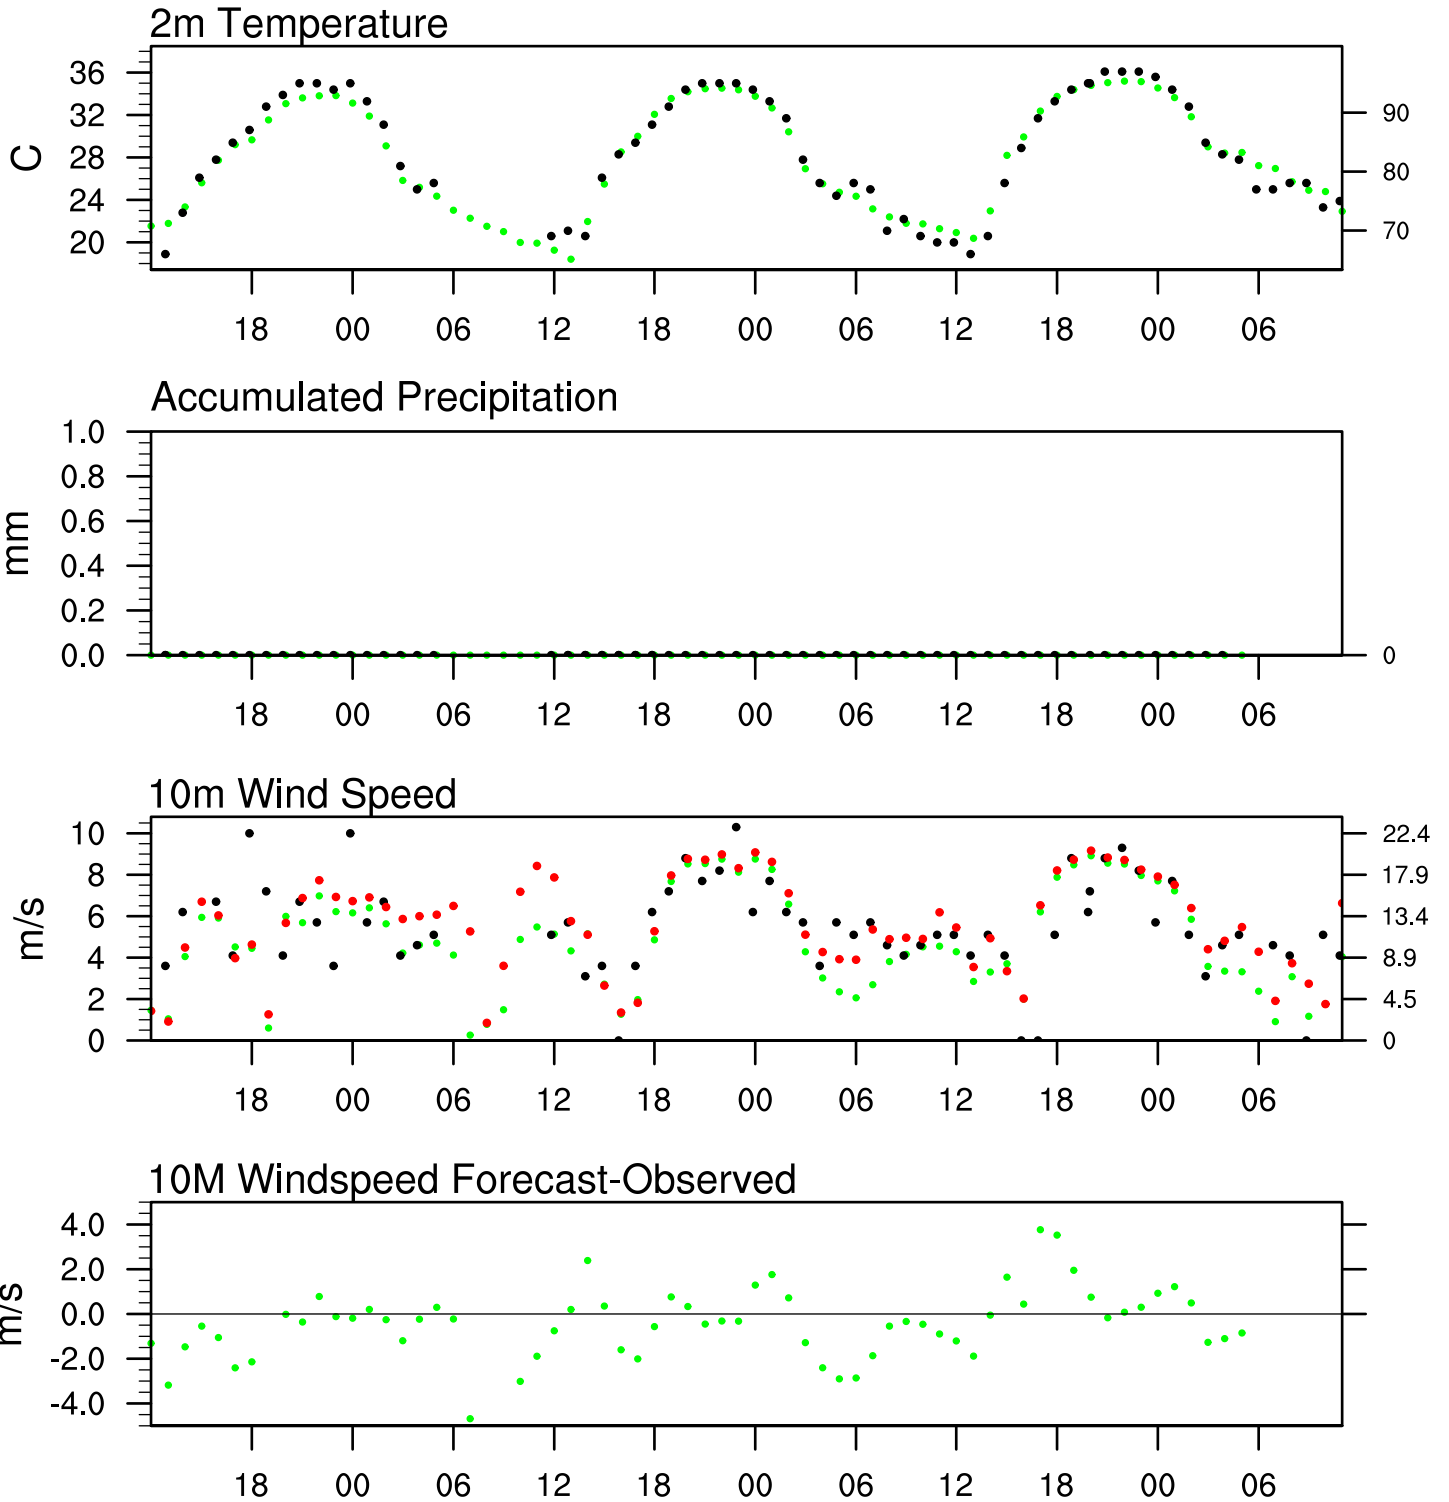 2m Temperature
36
32
28
24
20
C
90
80
70
18 00 06 12 18 00 06 12 18 00 06
Accumulated Precipitation
1.0
0.8
0.6
0.4
0.2
0.0
mm
0
18 00 06 12 18 00 06 12 18 00 06
10m Wind Speed
10
8
6
4
2
0
m/s
22.4
17.9
13.4
8.9
4.5
0
18 00 06 12 18 00 06 12 18 00 06
10M Windspeed Forecast-Observed
4.0
2.0
0.0
-2.0
-4.0
m/s
18 00 06 12 18 00 06 12 18 00 06